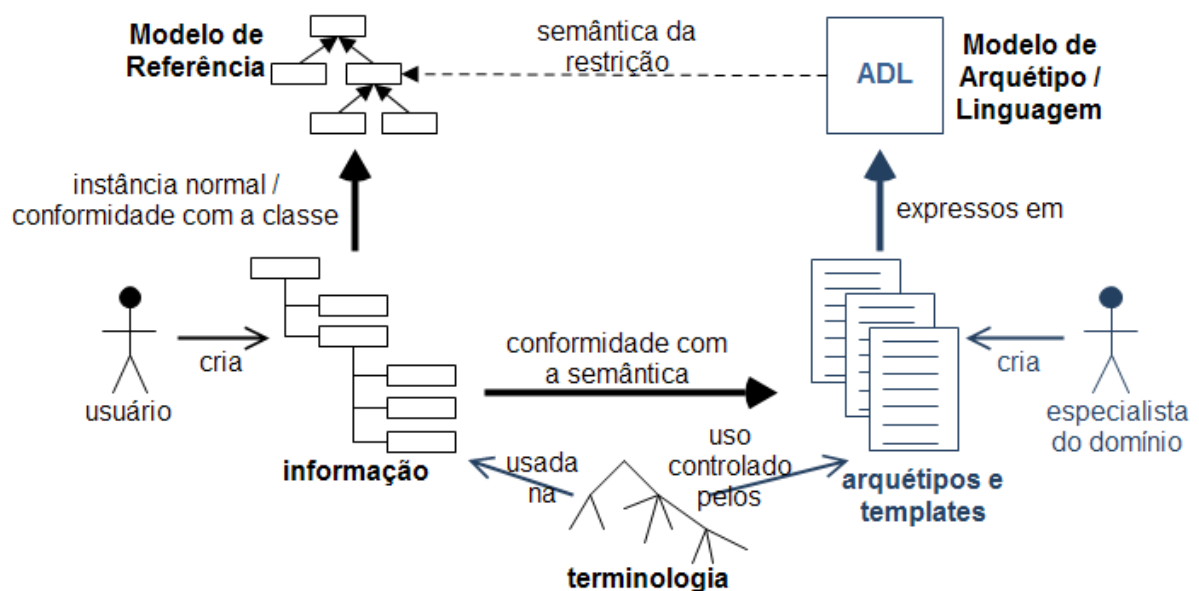 Modelo de
Referência
semântica da
restrição
ADL
Modelo de
Arquétipo /
Linguagem
instância normal /
conformidade com a classe
expressos em
cria
usuário
informação
conformidade com
a semântica
cria
especialista
do domínio
usada
na
uso
controlado
pelos
arquétipos e
templates
terminologia